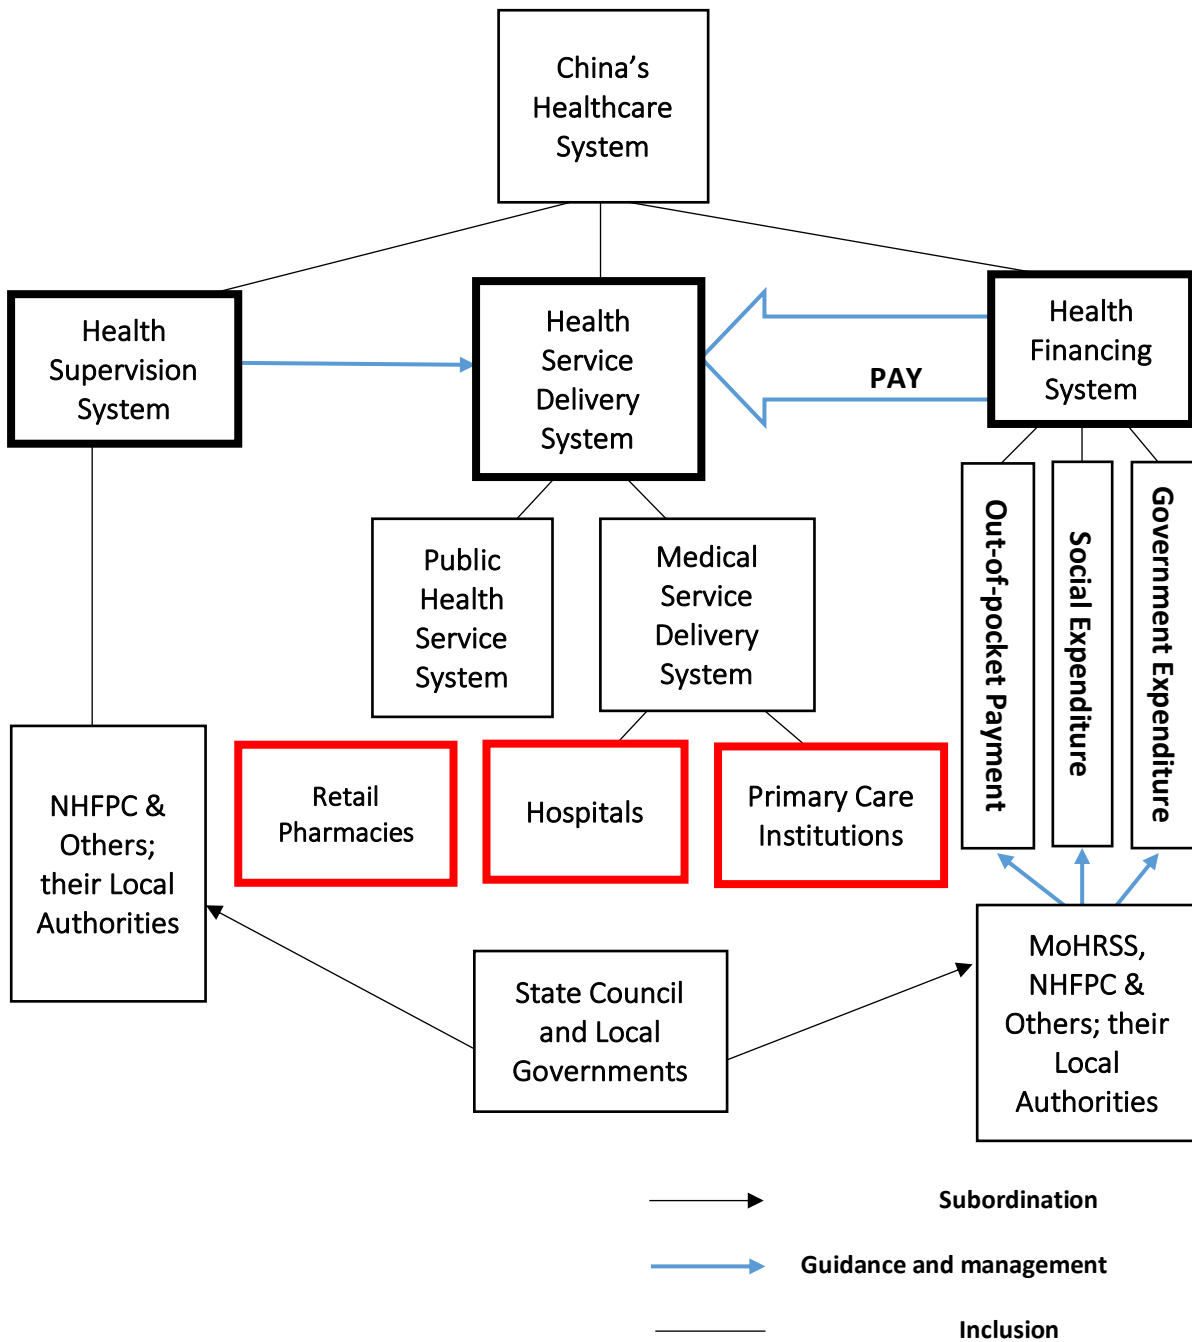 China’s
Healthcare
System
Health
Supervision
System
Health
Service
Delivery
System
PAY
Health
Financing
System
Public
Health
Service
System
Medical
Service
Delivery
System
Out-of-pocket Payment
Social Expenditure
Government Expenditure
NHFPC &
Others;
their Local
Authorities
Retail
Pharmacies
Hospitals
Primary Care
Institutions
State Council
and Local
Governments
MoHRSS,
NHFPC &
Others; their
Local
Authorities
Subordination
Guidance and management
Inclusion